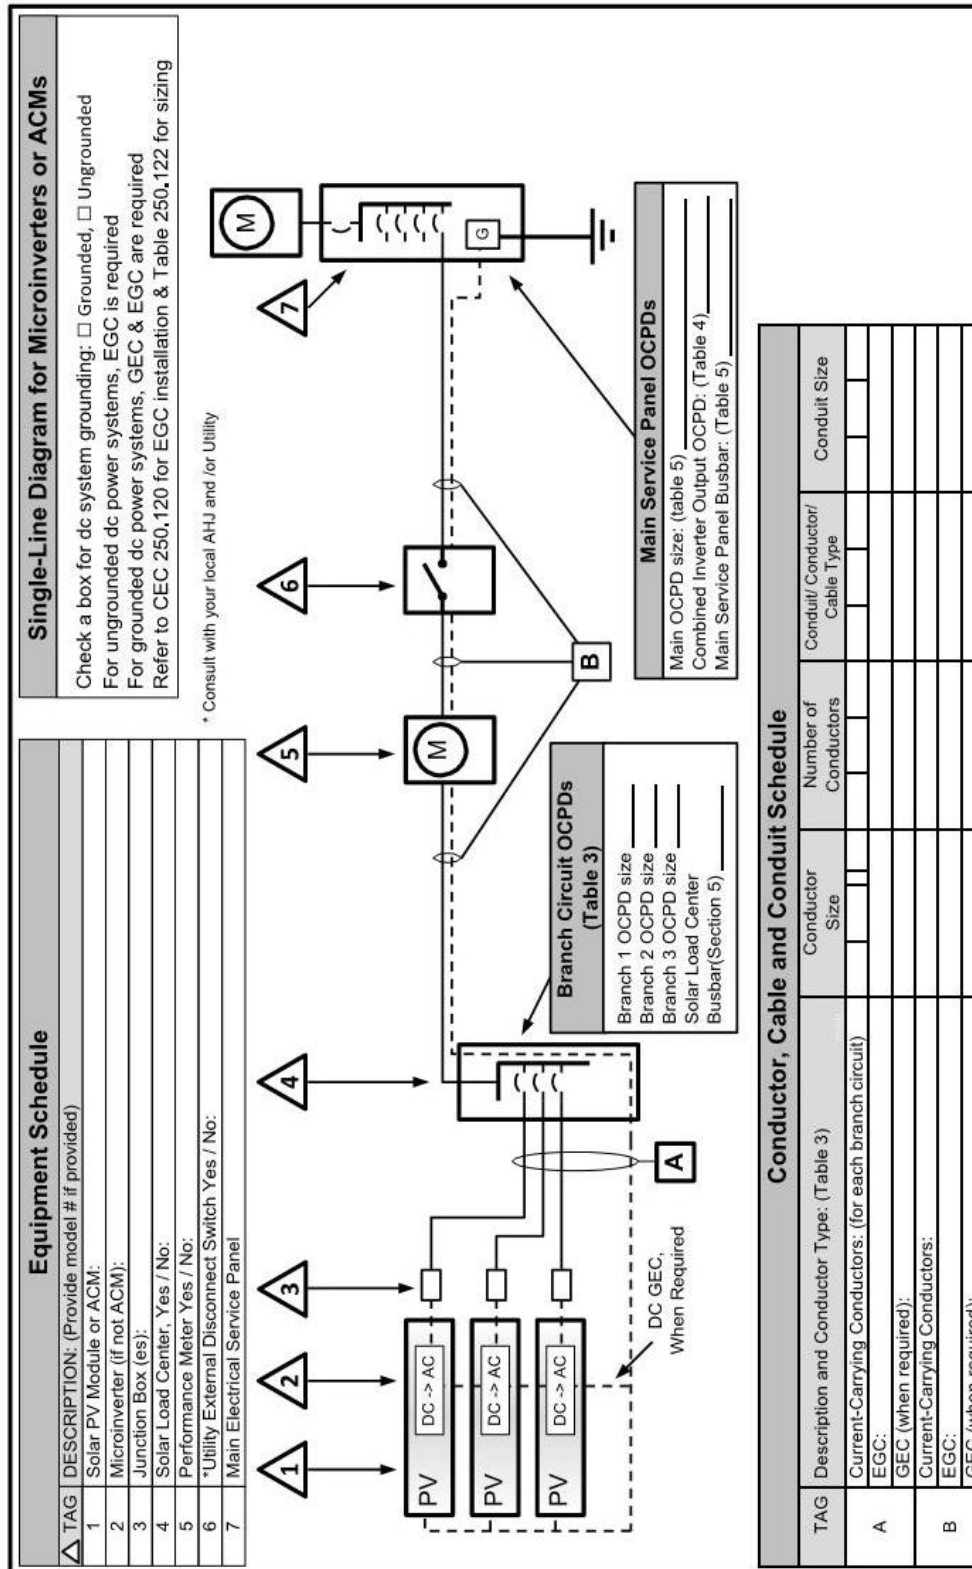 Equipment Schedule
TAG DESCRIPTION: (Provide model # if provided)
1 Solar PV Module or ACM:
2 Microinverter (if not ACM):
3 Junction Box (es):
4 Solar Load Center, Yes / No:
5 Performance Meter Yes / No:
6 *Utility External Disconnect Switch Yes / No:
7 Main Electrical Service Panel
Single-Line Diagram for Microinverters or ACMs
Check a box for dc system grounding: ☐ Grounded, ☐ Ungrounded
For ungrounded dc power systems, EGC is required
For grounded dc power systems, GEC & EGC are required
Refer to CEC 250.120 for EGC installation & Table 250.122 for sizing
* Consult with your local AHJ and /or Utility
1
2
3
4
5
6
7
M
M
G
PV
DC -> AC
PV
DC -> AC
PV
DC -> AC
A
B
DC GEC,
When Required
Branch Circuit OCPDs
(Table 3)
Branch 1 OCPD size
Branch 2 OCPD size
Branch 3 OCPD size
Solar Load Center
Busbar(Section 5)
Main Service Panel OCPDs
Main OCPD size: (table 5)
Combined Inverter Output OCPD: (Table 4)
Main Service Panel Busbar: (Table 5)
Conductor, Cable and Conduit Schedule
TAG
Description and Conductor Type: (Table 3)
Conductor
Size
Number of
Conductors
Conduit/ Conductor/
Cable Type
Conduit Size
A
Current-Carrying Conductors: (for each branch circuit)
EGC:
GEC (when required):
B
Current-Carrying Conductors:
EGC:
GEC (when required):